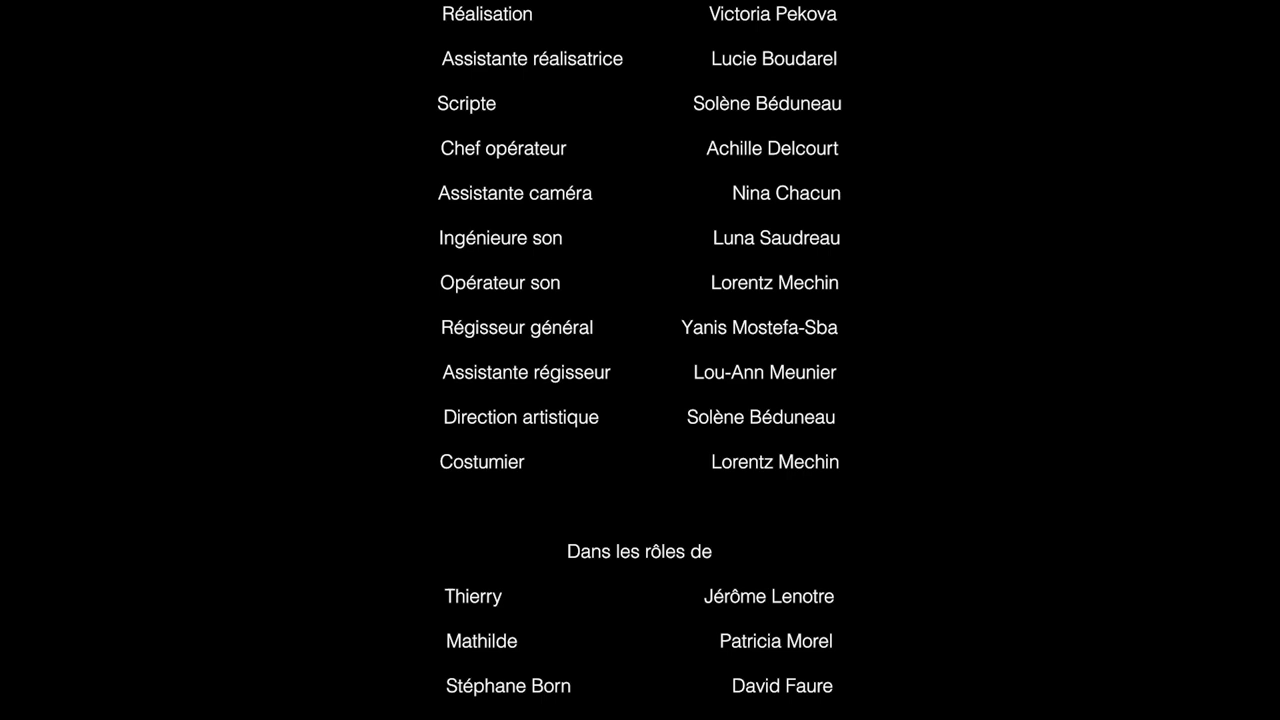 Réalisation Victoria Pekova
Assistante réalisatrice Lucie Boudarel
Scripte Solène Béduneau
Chef opérateur Achille Delcourt
Assistante caméra Nina Chacun
Ingénieure son Luna Saudreau
Opérateur son Lorentz Mechin
Régisseur général Yanis Mostefa-Sba
Assistante régisseur Lou-Ann Meunier
Direction artistique Solène Béduneau
Costumier Lorentz Mechin
Dans les rôles de
Thierry Jérôme Lenotre
Mathilde Patricia Morel
Stéphane Born David Faure